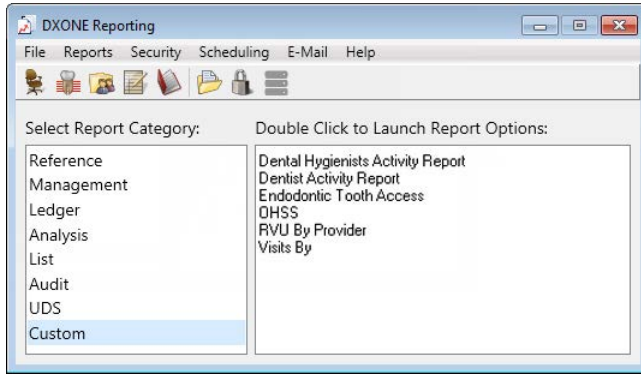 DXONE Reporting
File Reports Security Scheduling E-Mail Help
Select Report Category:
Reference
Management
Ledger
Analysis
List
Audit
UDS
Custom
Double Click to Launch Report Options:
Dental Hygienists Activity Report
Dentist Activity Report
Endodontic Tooth Access
OHSS
RVU By Provider
Visits By